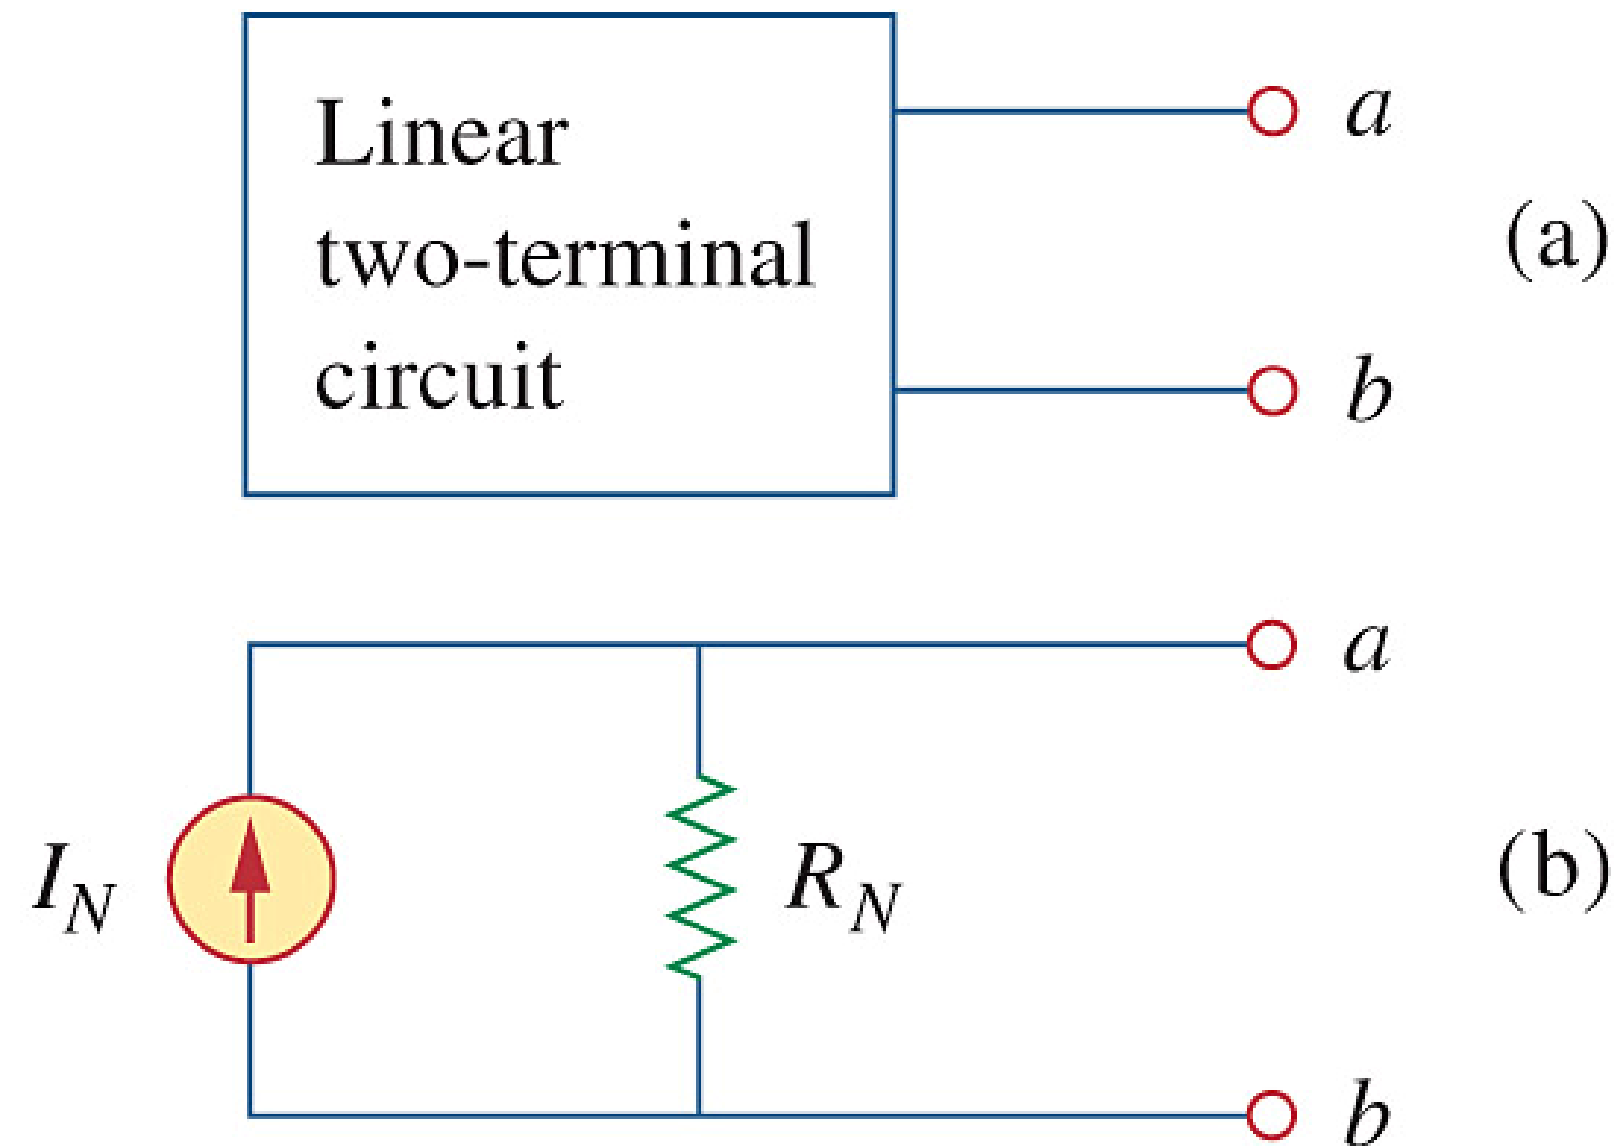 Linear
two-terminal
circuit
a
b
(a)
a
I_N
R_N
(b)
b